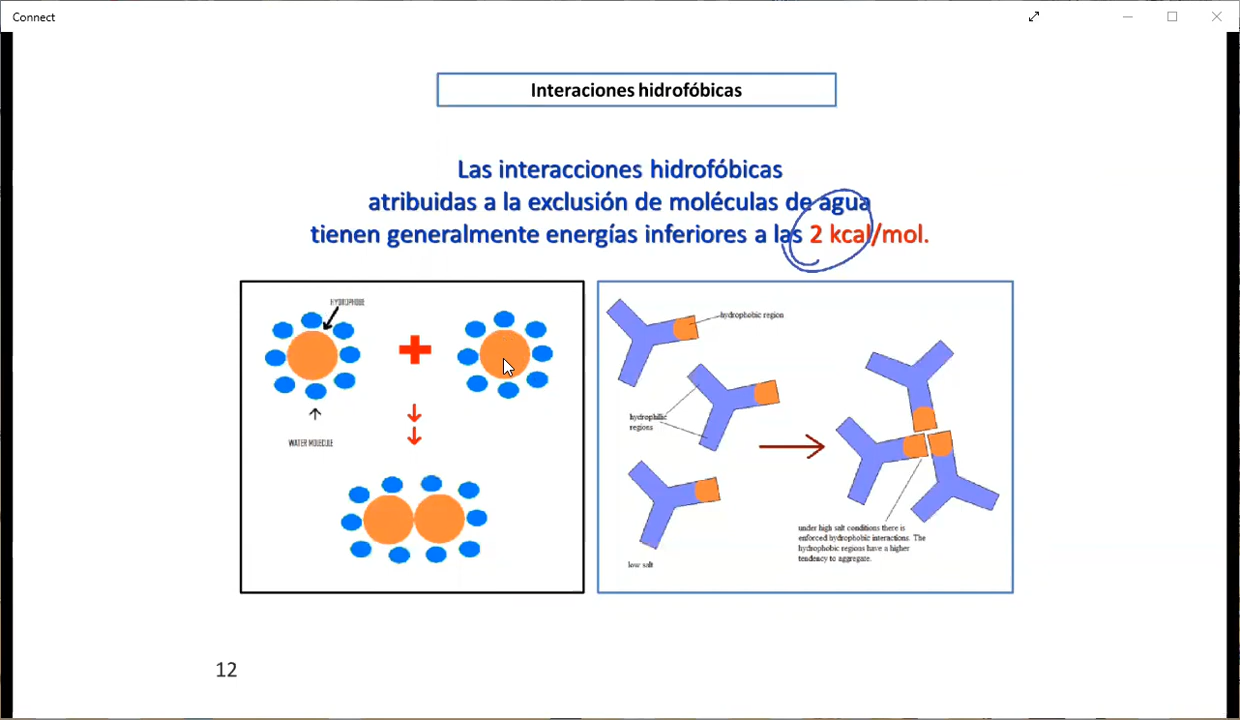 Connect
Interaciones hidrofóbicas
Las interacciones hidrofóbicas
atribuidas a la exclusión de moléculas de agua
tienen generalmente energías inferiores a las 2 kcal/mol.
HYDROPHOBE
WATER MOLECULE
hydrophobic region
hydrophilic
regions
low salt
under high salt conditions there is
enforced hydrophobic interactions. The
hydrophobic regions have a higher
tendency to aggregate.
12